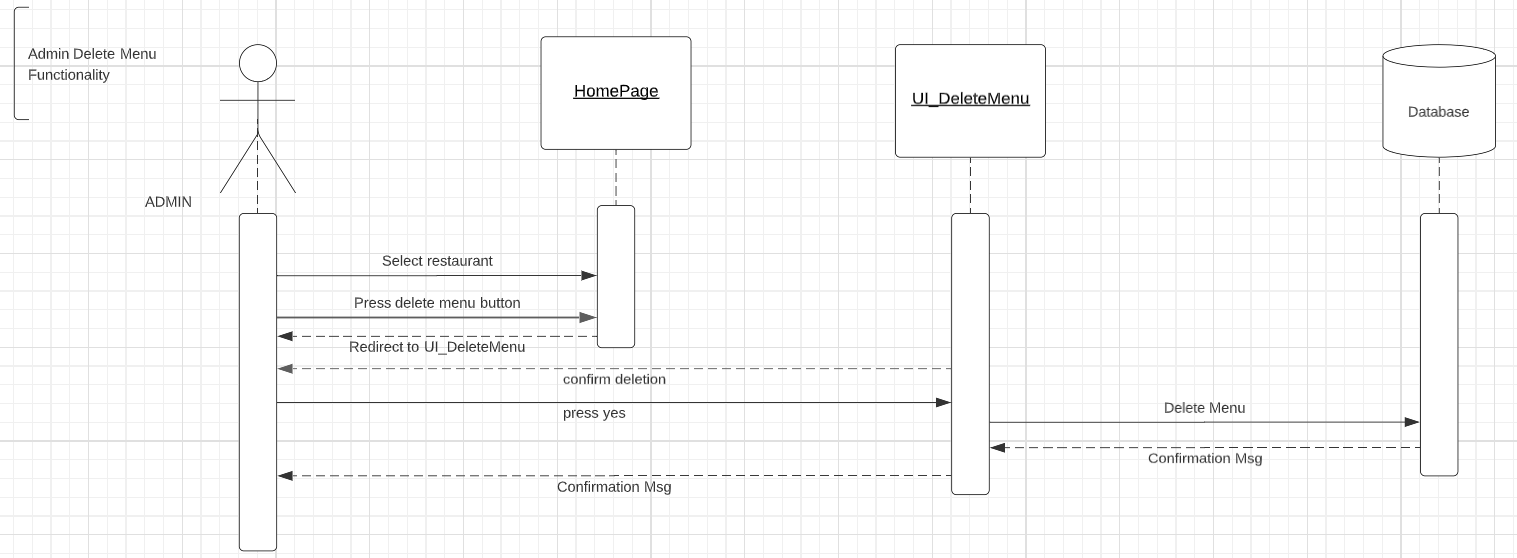 Admin Delete Menu
Functionality
HomePage
UI_DeleteMenu
Database
ADMIN
Select restaurant
Press delete menu button
Redirect to UI_DeleteMenu
confirm deletion
press yes
Delete Menu
Confirmation Msg
Confirmation Msg